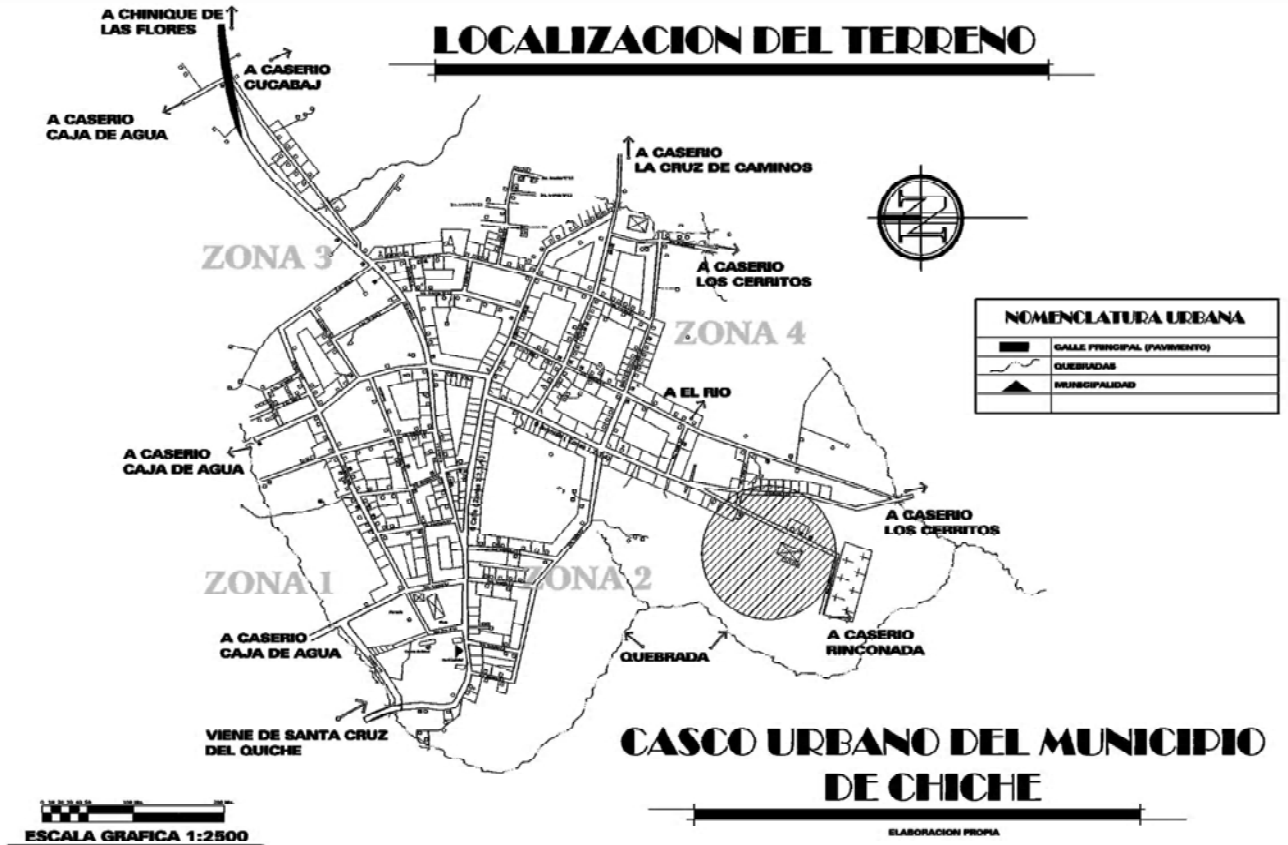 A CHINIQUE DE
LAS FLORES
LOCALIZACION DEL TERRENO
A CASERIO
CUCABAJ
A CASERIO
CAJA DE AGUA
A CASERIO
LA CRUZ DE CAMINOS
N
ZONA 3
A CASERIO
LOS CERRITOS
ZONA 4
NOMENCLATURA URBANA
CALLE PRINCIPAL (PAVIMENTO)
QUEBRADAS
MUNICIPALIDAD
A EL RIO
A CASERIO
CAJA DE AGUA
A CASERIO
LOS CERRITOS
ZONA 1
ZONA 2
A CASERIO
CAJA DE AGUA
QUEBRADA
A CASERIO
RINCONADA
VIENE DE SANTA CRUZ
DEL QUICHE
CASCO URBANO DEL MUNICIPIO
DE CHICHE
ESCALA GRAFICA 1:2500
ELABORACION PROPIA